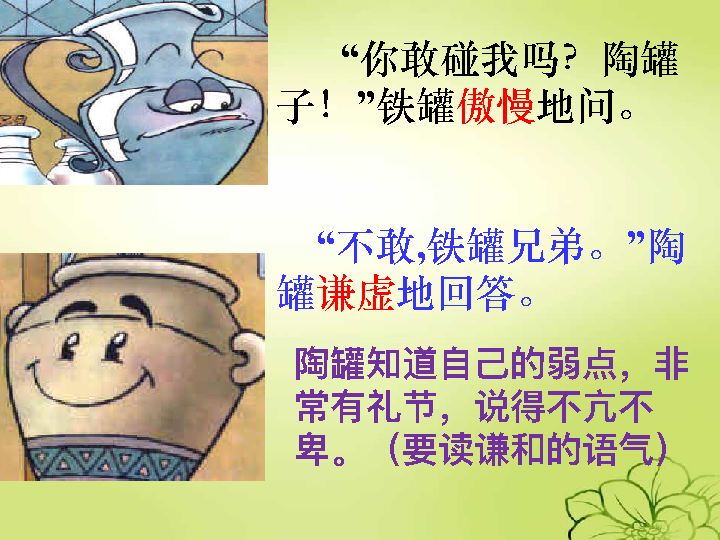 “你敢碰我吗？陶罐
子！”铁罐傲慢地问。
“不敢,铁罐兄弟。”陶
罐谦虚地回答。
陶罐知道自己的弱点，非
常有礼节，说得不亢不
卑。（要读谦和的语气）